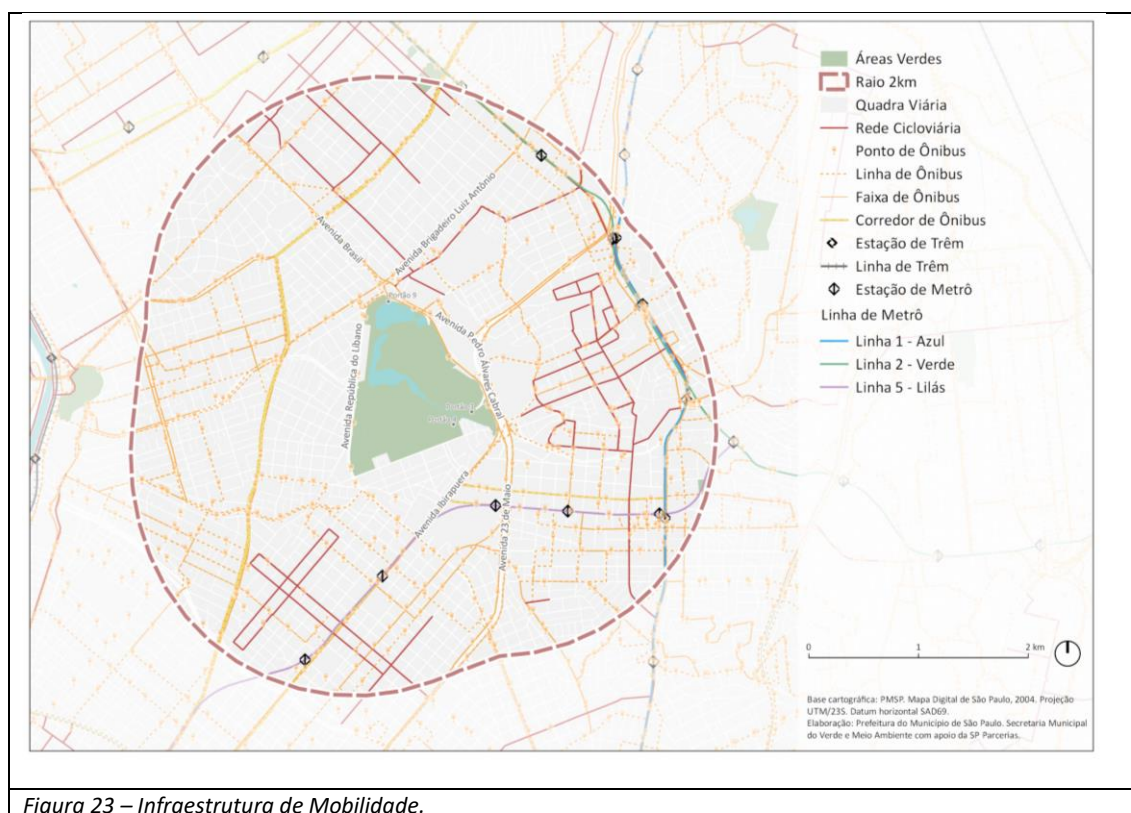 Áreas Verdes
Raio 2km
Quadra Viária
Rede Cicloviária
Ponto de Ônibus
Linha de Ônibus
Faixa de Ônibus
Corredor de Ônibus
Estação de Trêm
Linha de Trêm
Estação de Metrô
Linha de Metrô
Linha 1 - Azul
Linha 2 - Verde
Linha 5 - Lilás
Avenida Brigadeiro Luiz Antônio
Avenida Brasil
Portão 9
Avenida Pedro Álvares Cabral
Avenida República do Líbano
Avenida Ibirapuera
Avenida 23 de Maio
0 1 2 km
Base cartográfica: PMSP. Mapa Digital de São Paulo, 2004. Projeção
UTM/23S. Datum horizontal SAD69.
Elaboração: Prefeitura do Município de São Paulo. Secretaria Municipal
do Verde e Meio Ambiente com apoio da SP Parcerias.
Figura 23 – Infraestrutura de Mobilidade.